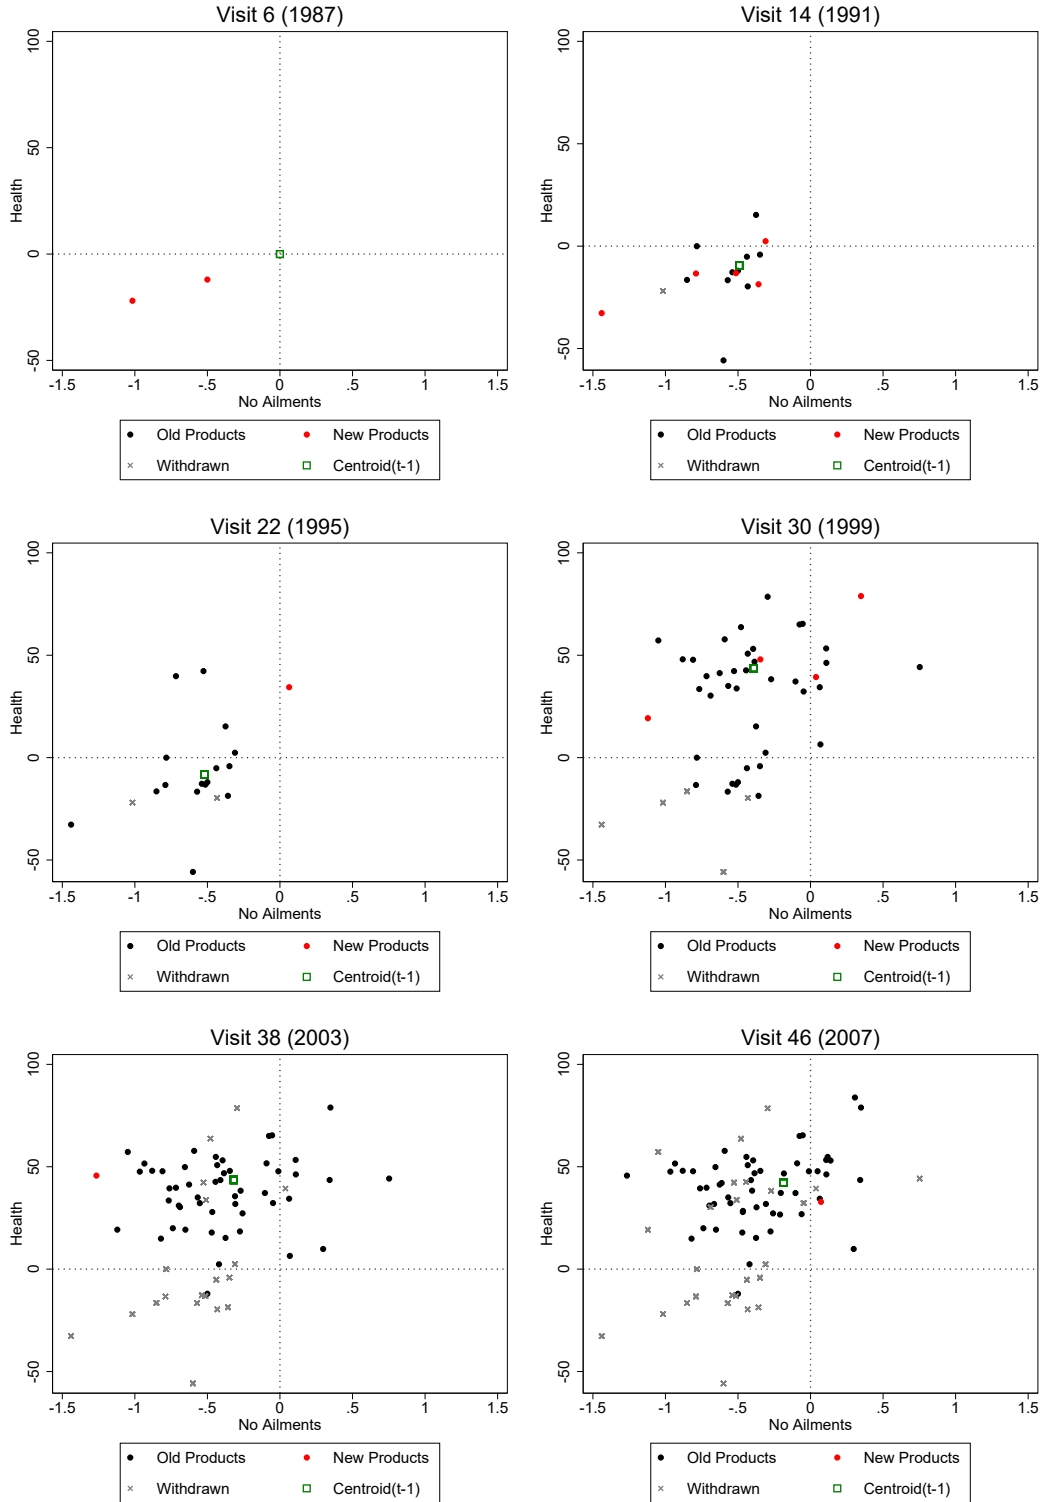 Visit 6 (1987)
100
50
0
-50
Health
-1.5 -1 -.5 0 .5 1 1.5
No Ailments
Old Products New Products
Withdrawn Centroid(t-1)
Visit 14 (1991)
100
50
0
-50
Health
-1.5 -1 -.5 0 .5 1 1.5
No Ailments
Old Products New Products
Withdrawn Centroid(t-1)
Visit 22 (1995)
100
50
0
-50
Health
-1.5 -1 -.5 0 .5 1 1.5
No Ailments
Old Products New Products
Withdrawn Centroid(t-1)
Visit 30 (1999)
100
50
0
-50
Health
-1.5 -1 -.5 0 .5 1 1.5
No Ailments
Old Products New Products
Withdrawn Centroid(t-1)
Visit 38 (2003)
100
50
0
-50
Health
-1.5 -1 -.5 0 .5 1 1.5
No Ailments
Old Products New Products
Withdrawn Centroid(t-1)
Visit 46 (2007)
100
50
0
-50
Health
-1.5 -1 -.5 0 .5 1 1.5
No Ailments
Old Products New Products
Withdrawn Centroid(t-1)